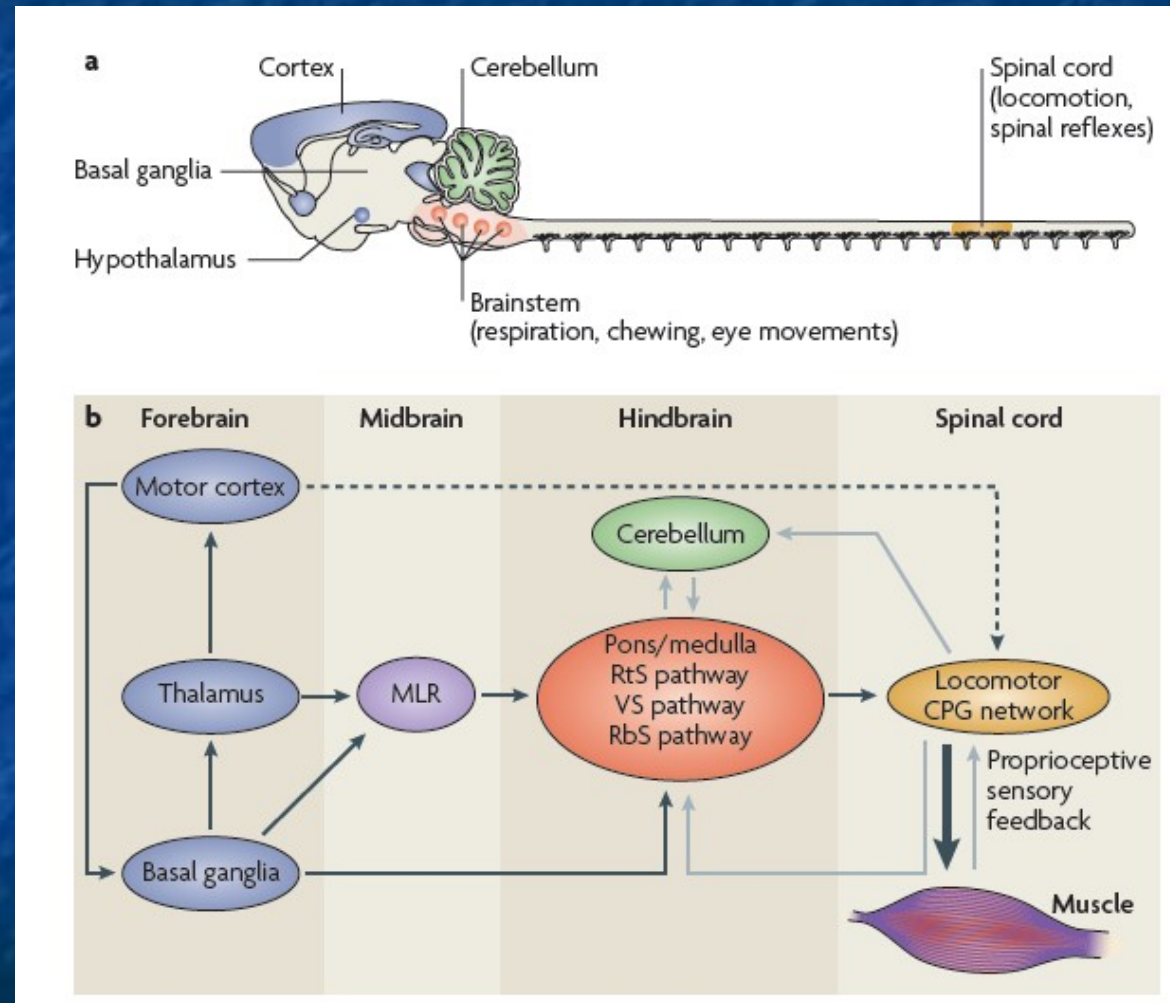 a
Cortex
Cerebellum
Spinal cord
(locomotion,
spinal reflexes)
Basal ganglia
Hypothalamus
Brainstem
(respiration, chewing, eye movements)
b
Forebrain
Midbrain
Hindbrain
Spinal cord
Motor cortex
Cerebellum
Thalamus
MLR
Pons/medulla
RtS pathway
VS pathway
RbS pathway
Locomotor
CPG network
Proprioceptive
sensory
feedback
Basal ganglia
Muscle